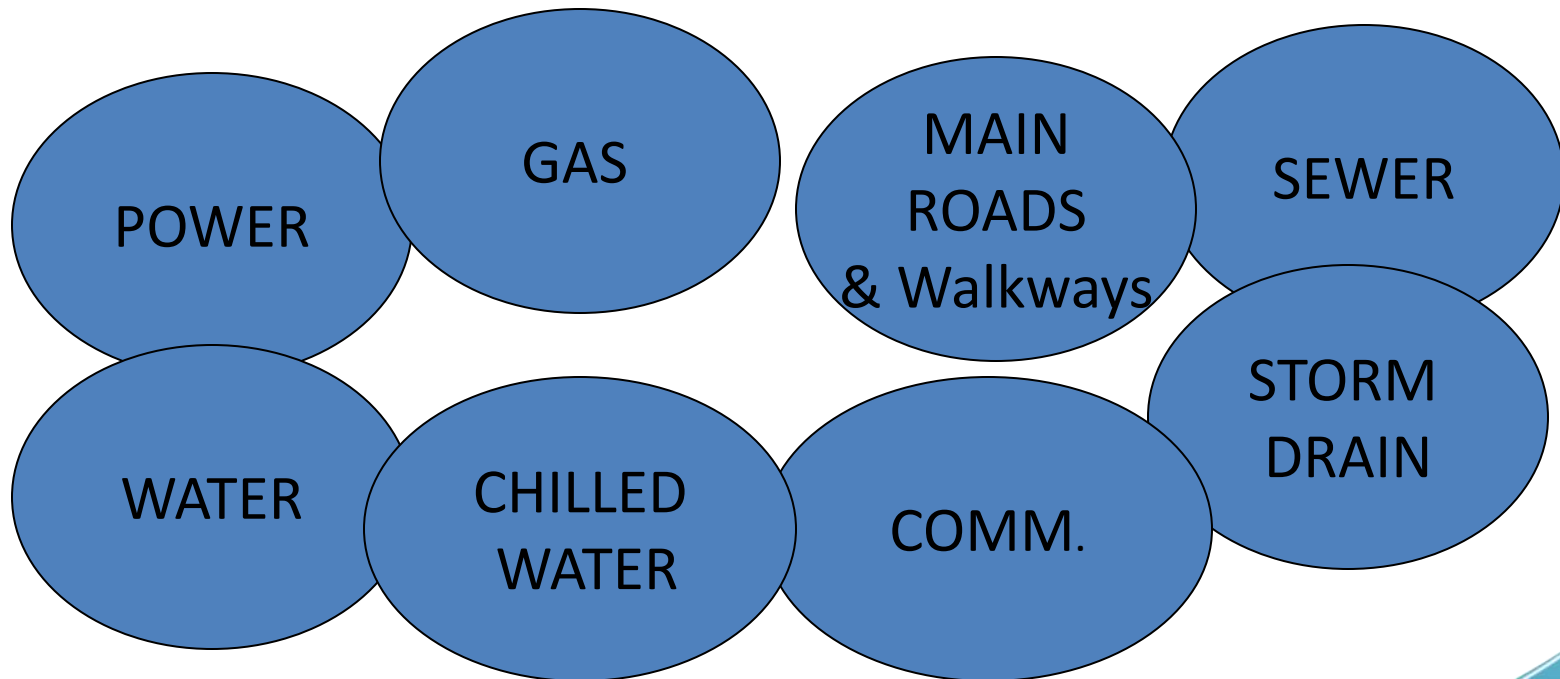 POWER
GAS
MAIN
ROADS
& Walkways
SEWER
WATER
CHILLED
WATER
COMM.
STORM
DRAIN